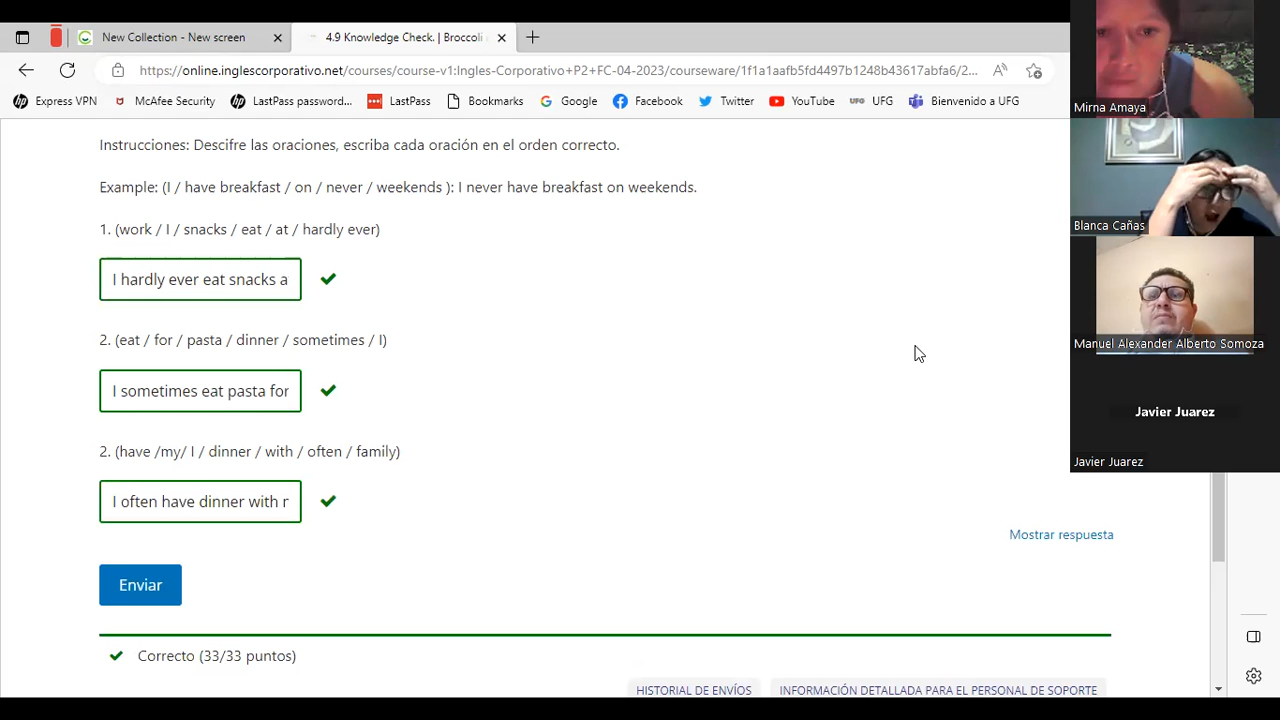 New Collection - New screen
4.9 Knowledge Check. | Broccoli
https://online.inglescorporativo.net/courses/course-v1:Ingles-Corporativo+P2+FC-04-2023/courseware/1f1a1aafb5fd4497b1248b43617abfa6/2...
Express VPN McAfee Security LastPass password... LastPass Bookmarks Google Facebook Twitter YouTube UFG UFG Bienvenido a UFG
Instrucciones: Descifre las oraciones, escriba cada oración en el orden correcto.
Example: (I / have breakfast / on / never / weekends ): I never have breakfast on weekends.
1. (work / I / snacks / eat / at / hardly ever)
I hardly ever eat snacks a
2. (eat / for / pasta / dinner / sometimes / I)
I sometimes eat pasta for
2. (have /my/ I / dinner / with / often / family)
I often have dinner with
Mostrar respuesta
Enviar
Correcto (33/33 puntos)
HISTORIAL DE ENVÍOS
INFORMACIÓN DETALLADA PARA EL PERSONAL DE SOPORTE
Mirna Amaya
Blanca Cañas
Manuel Alexander Alberto Somoza
Javier Juarez
Javier Juarez